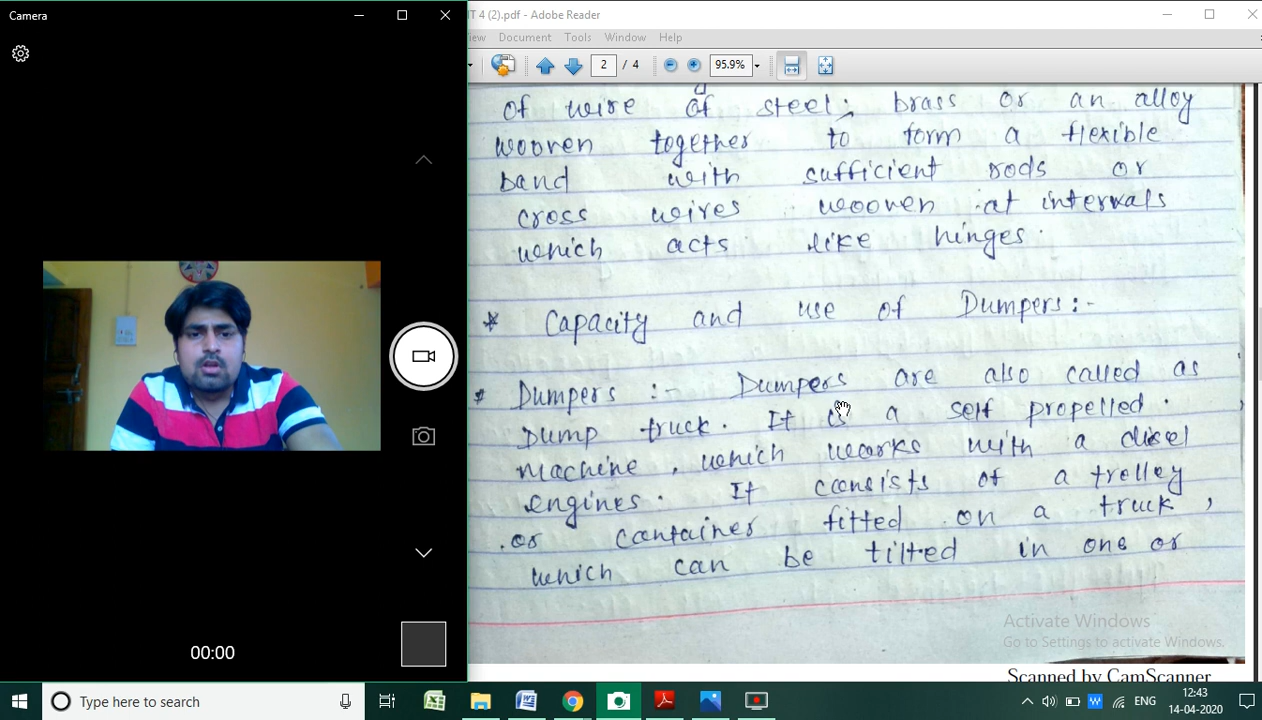 Camera
IT 4 (2).pdf - Adobe Reader
iew Document Tools Window Help
2 / 4 95.9%
of wire of steel; brass or an alloy
wooven together to form a flexible
band with sufficient rods or
cross wires wooven at intervals
which acts like hinges.
* Capacity and use of Dumpers:-
* Dumpers :- Dumpers are also called as
Dump truck. It is a self propelled.
machine, which works with a disel
engines. It consists of a trolley
or container fitted on a truck,
which can be tilted in one or
Activate Windows
Go to Settings to activate Windows.
Scanned by CamScanner
00:00
Type here to search
ENG
12:43
14-04-2020